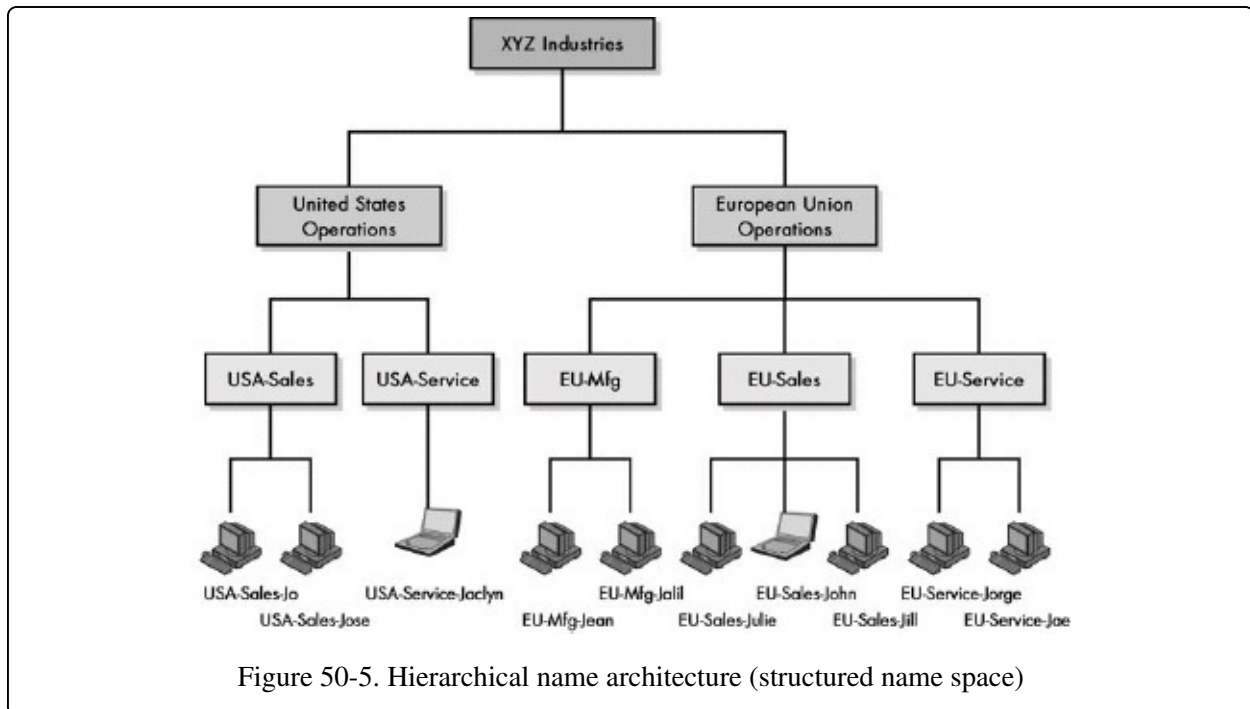 XYZ Industries
United States
Operations
European Union
Operations
USA-Sales
USA-Service
EU-Mfg
EU-Sales
EU-Service
USA-Sales-Jo
USA-Service-Jaclyn
EU-Mfg-Jalil
EU-Sales-John
EU-Service-Jorge
USA-Sales-Jose
EU-Mfg-Jean
EU-Sales-Julie
EU-Sales-Jill
EU-Service-Jae
Figure 50-5. Hierarchical name architecture (structured name space)